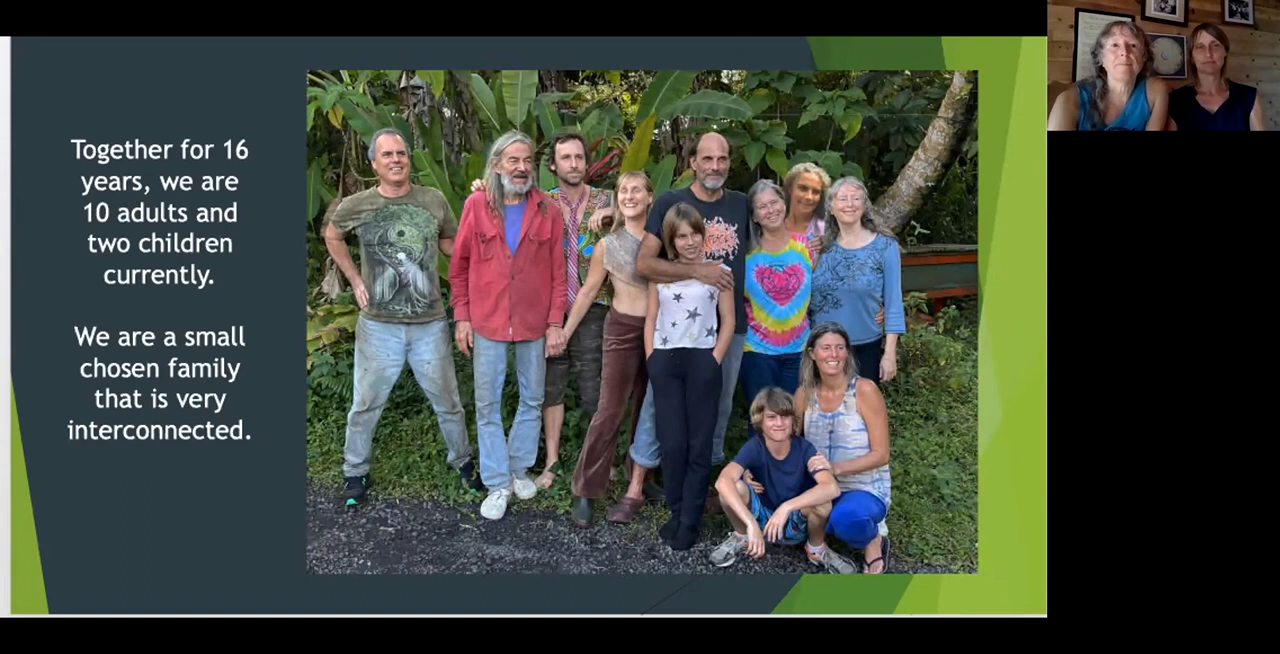 Together for 16
years, we are
10 adults and
two children
currently.
We are a small
chosen family
that is very
interconnected.